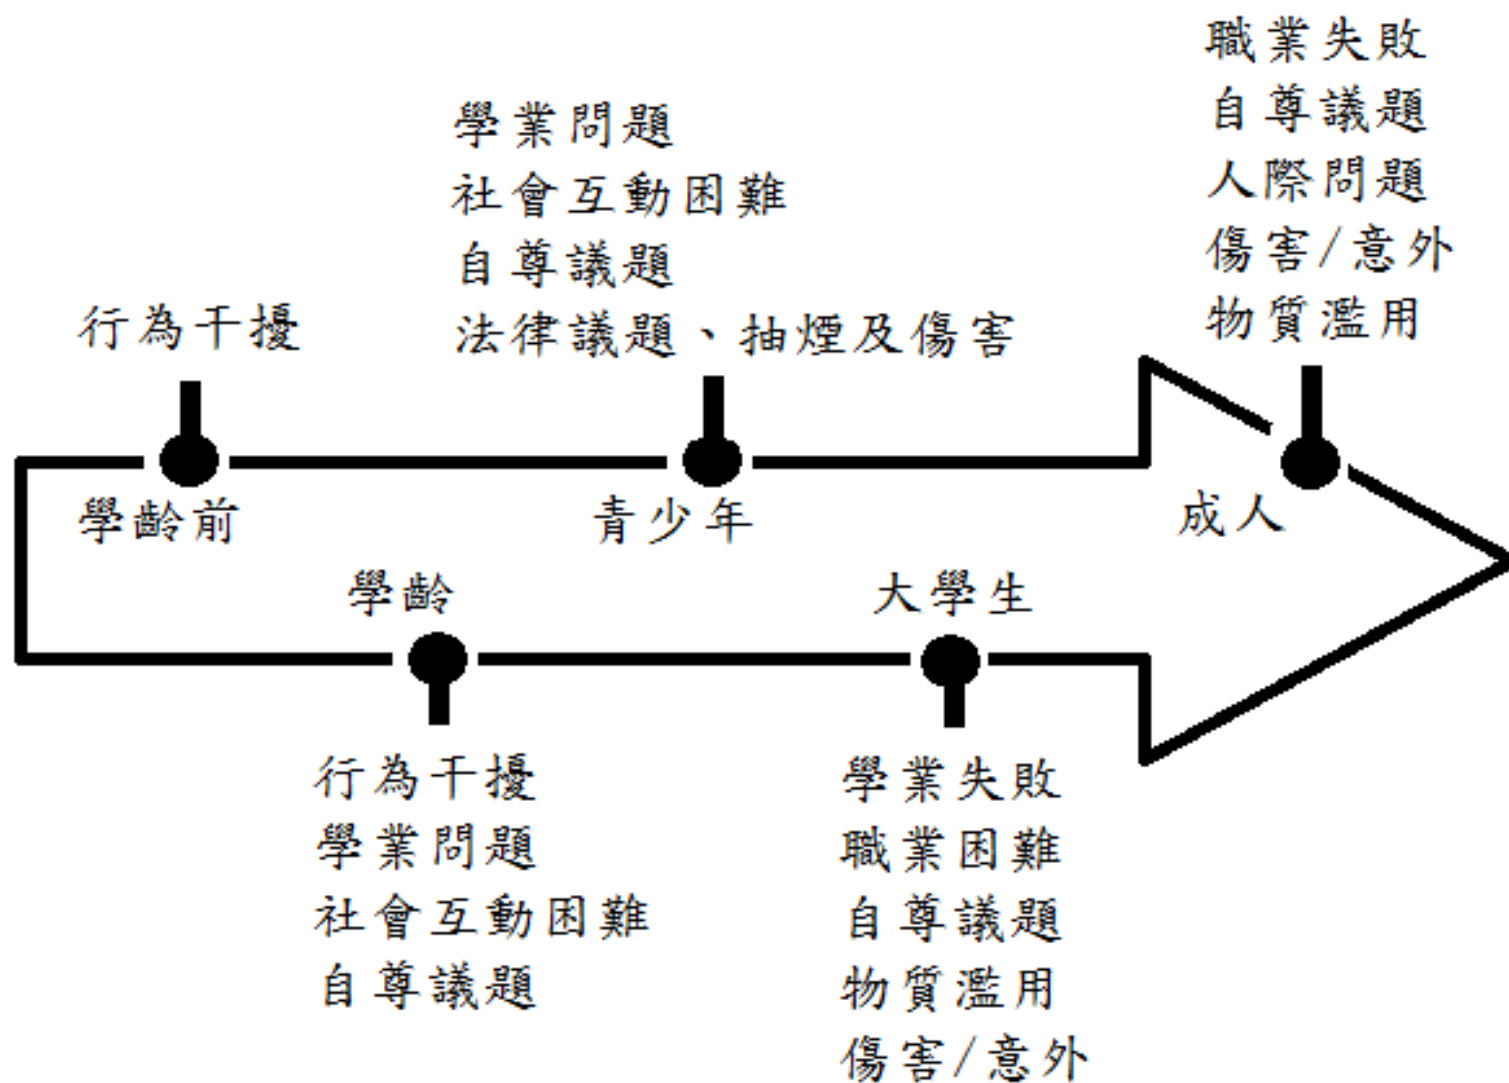 行為干擾
學齡前
學齡
行為干擾
學業問題
社會互動困難
自尊議題
學業問題
社會互動困難
自尊議題
法律議題、抽煙及傷害
青少年
大學生
學業失敗
職業困難
自尊議題
物質濫用
傷害/意外
職業失敗
自尊議題
人際問題
傷害/意外
物質濫用
成人